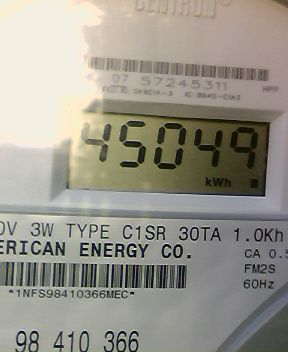 CENTRON
07 57245311
45049
kWh
0V 3W TYPE C1SR 30TA 1.0Kh
ERICAN ENERGY CO.
CA 0.5
FM2S
60Hz
*1NFS98410366MEC*
98 410 366